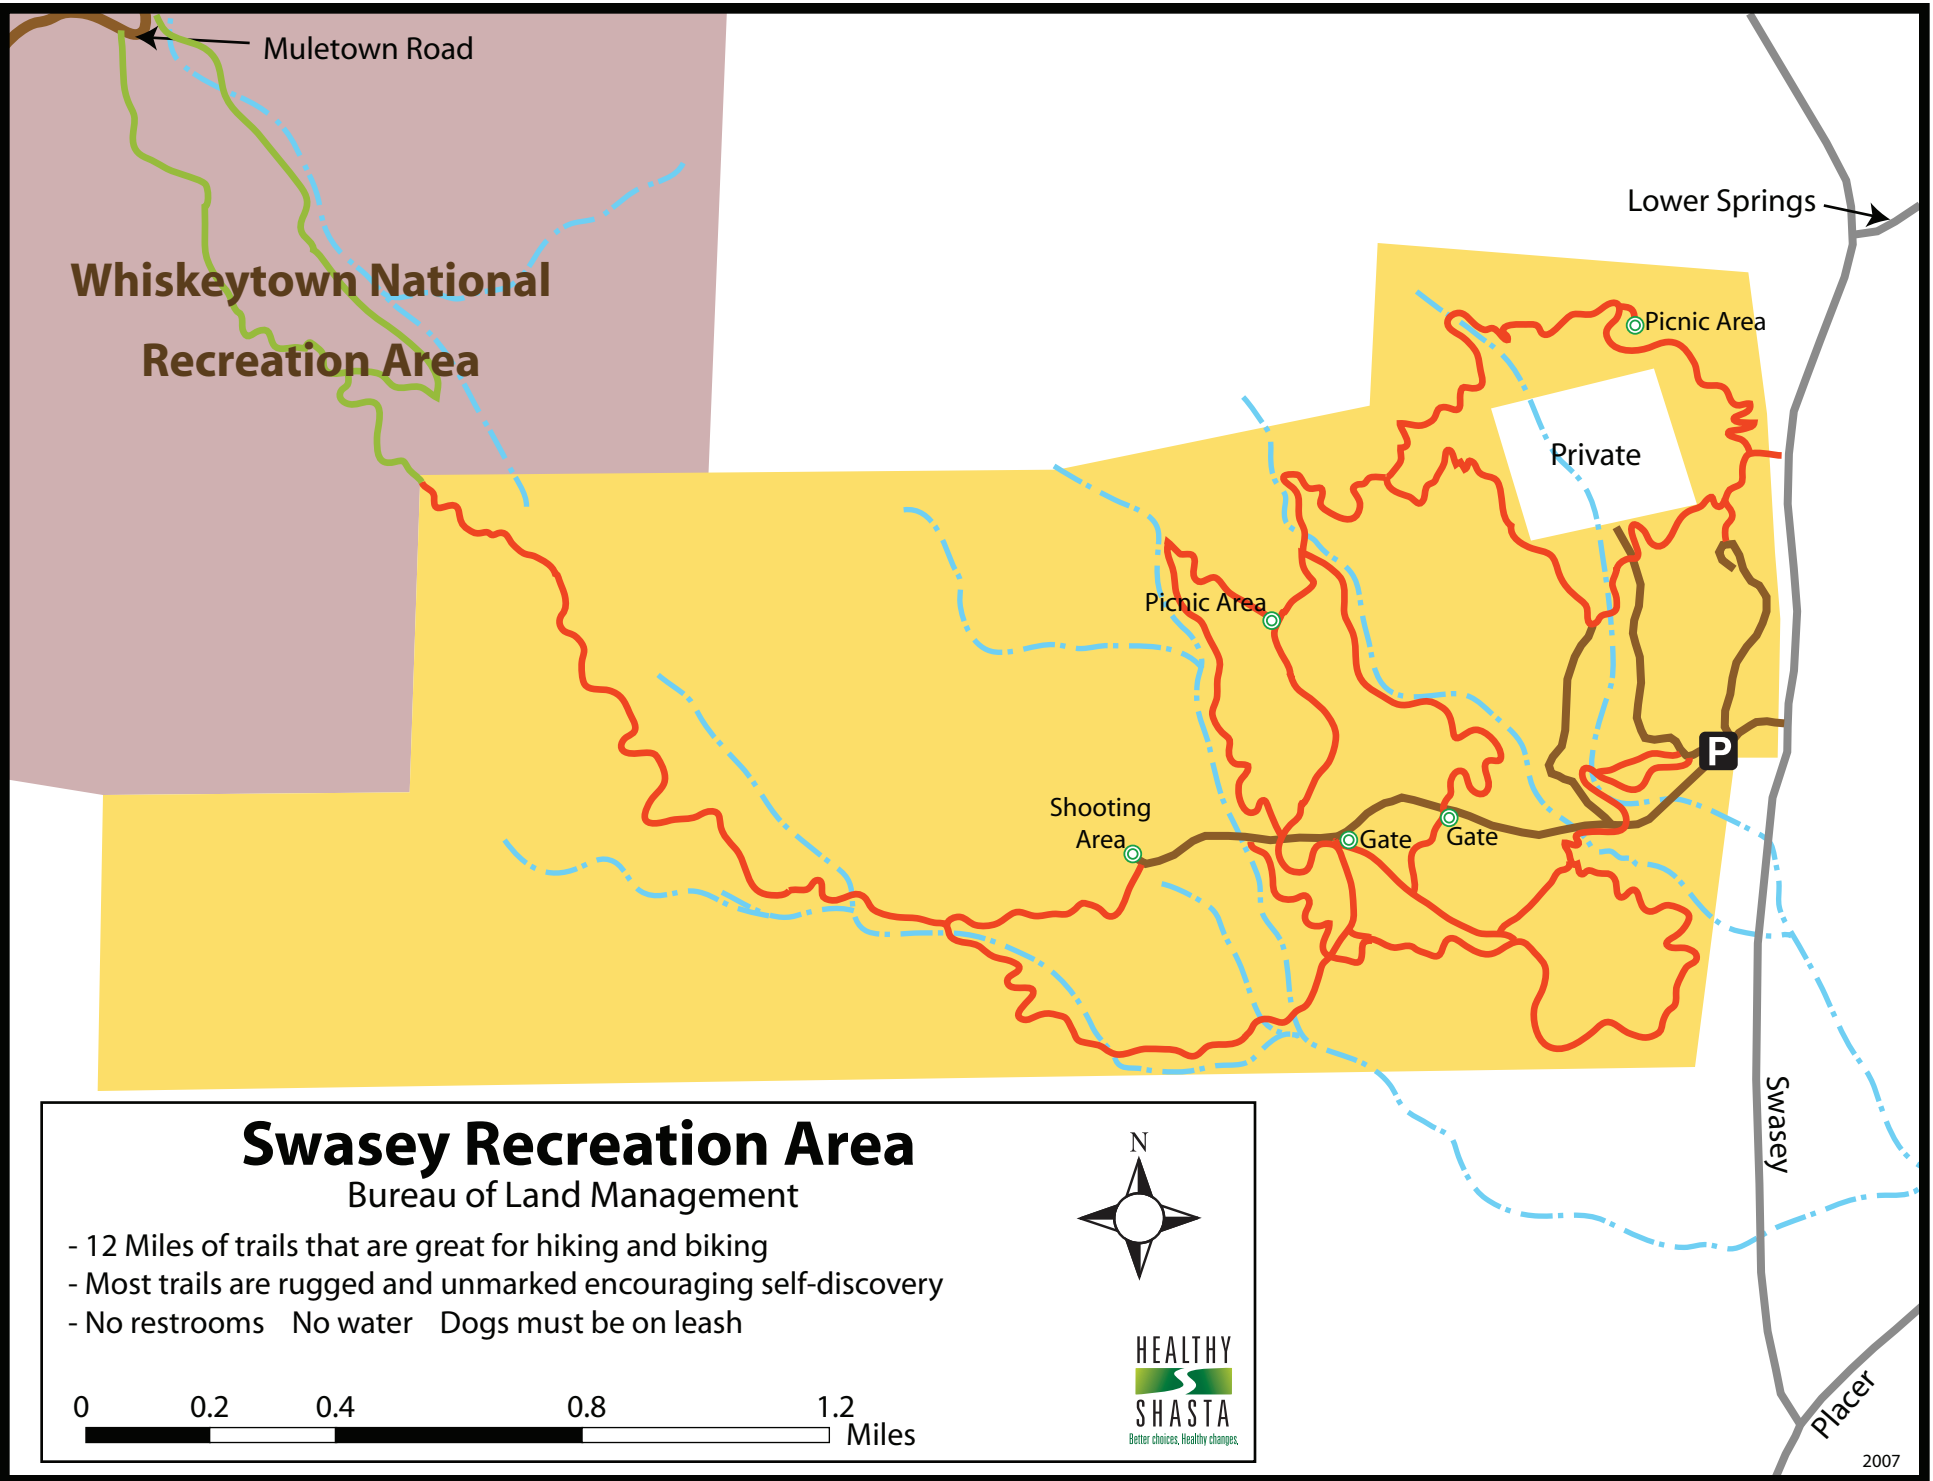 Muletown Road
Lower Springs
Whiskeytown National
Recreation Area
Picnic Area
Private
Picnic Area
P
Shooting
Area
Gate
Gate
Swasey
Placer
Swasey Recreation Area
Bureau of Land Management
- 12 Miles of trails that are great for hiking and biking
- Most trails are rugged and unmarked encouraging self-discovery
- No restrooms No water Dogs must be on leash
N
HEALTHY
SHASTA
Better choices, Healthy changes.
0 0.2 0.4 0.8 1.2
Miles
2007